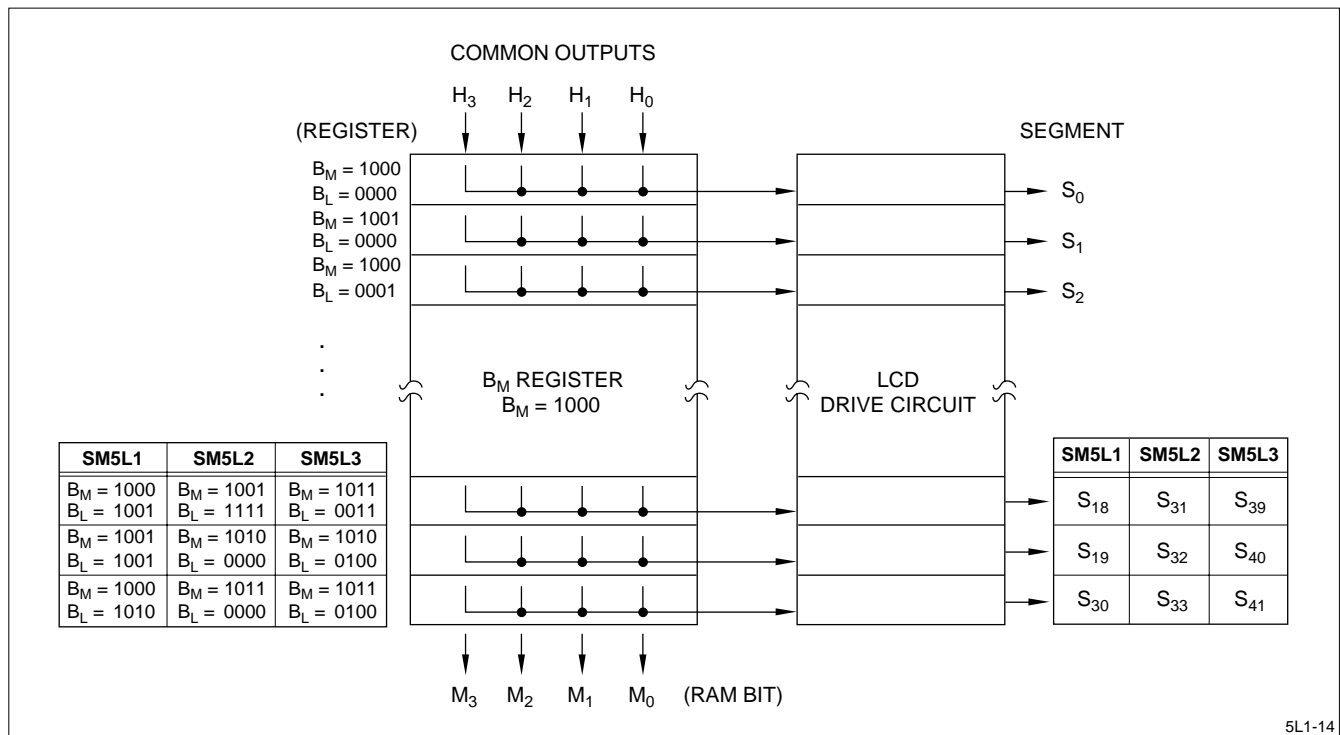 COMMON OUTPUTS
H3 H2 H1 H0
(REGISTER) SEGMENT
BM = 1000
BL = 0000 S0
BM = 1001
BL = 0000 S1
BM = 1000
BL = 0001 S2
.
.
.
BM REGISTER
BM = 1000
LCD
DRIVE CIRCUIT
SM5L1 SM5L2 SM5L3
BM = 1000 BM = 1001 BM = 1011
BL = 1001 BL = 1111 BL = 0011
BM = 1001 BM = 1010 BM = 1010
BL = 1001 BL = 0000 BL = 0100
BM = 1000 BM = 1011 BM = 1011
BL = 1010 BL = 0000 BL = 0100
SM5L1 SM5L2 SM5L3
S18 S31 S39
S19 S32 S40
S30 S33 S41
M3 M2 M1 M0 (RAM BIT)
5L1-14